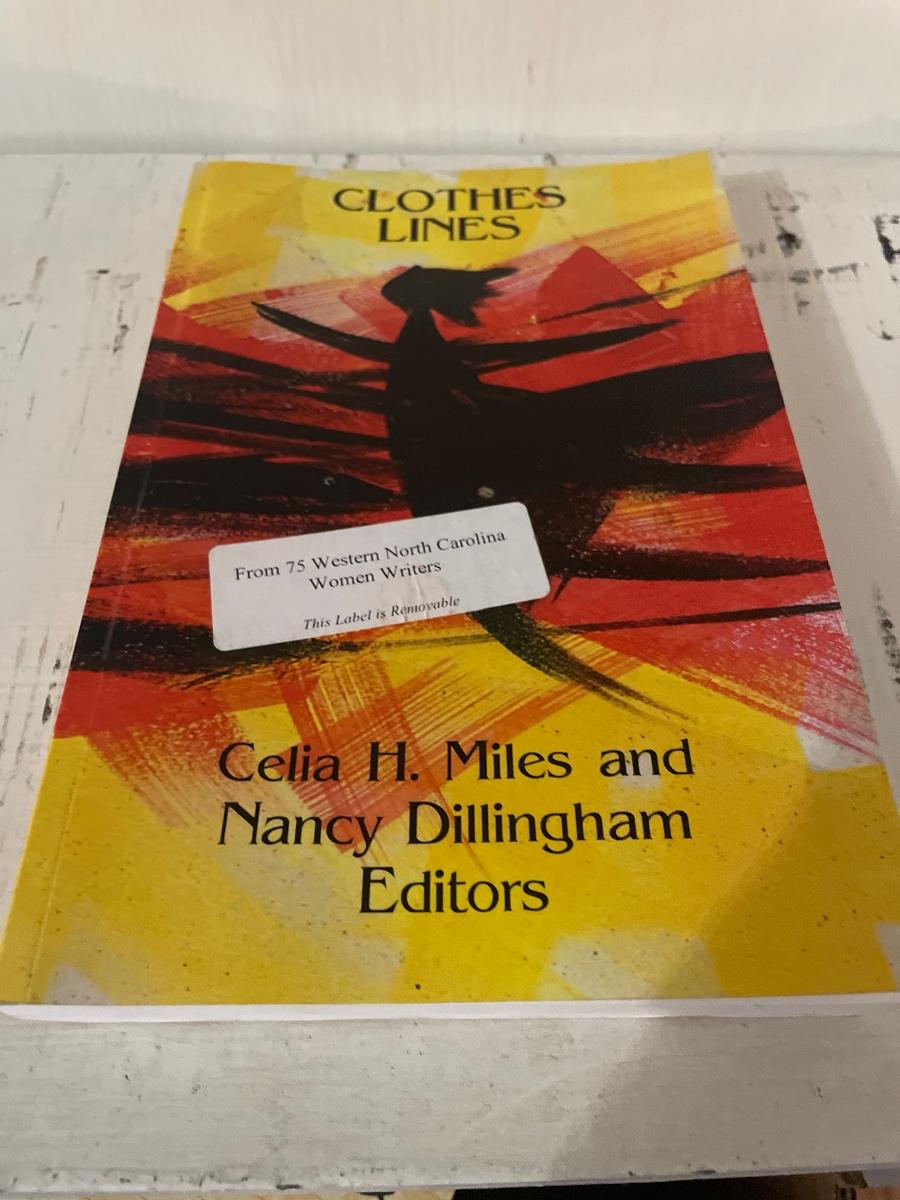 CLOTHES
LINES
From 75 Western North Carolina
Women Writers
This Label is Removable
Celia H. Miles and
Nancy Dillingham
Editors